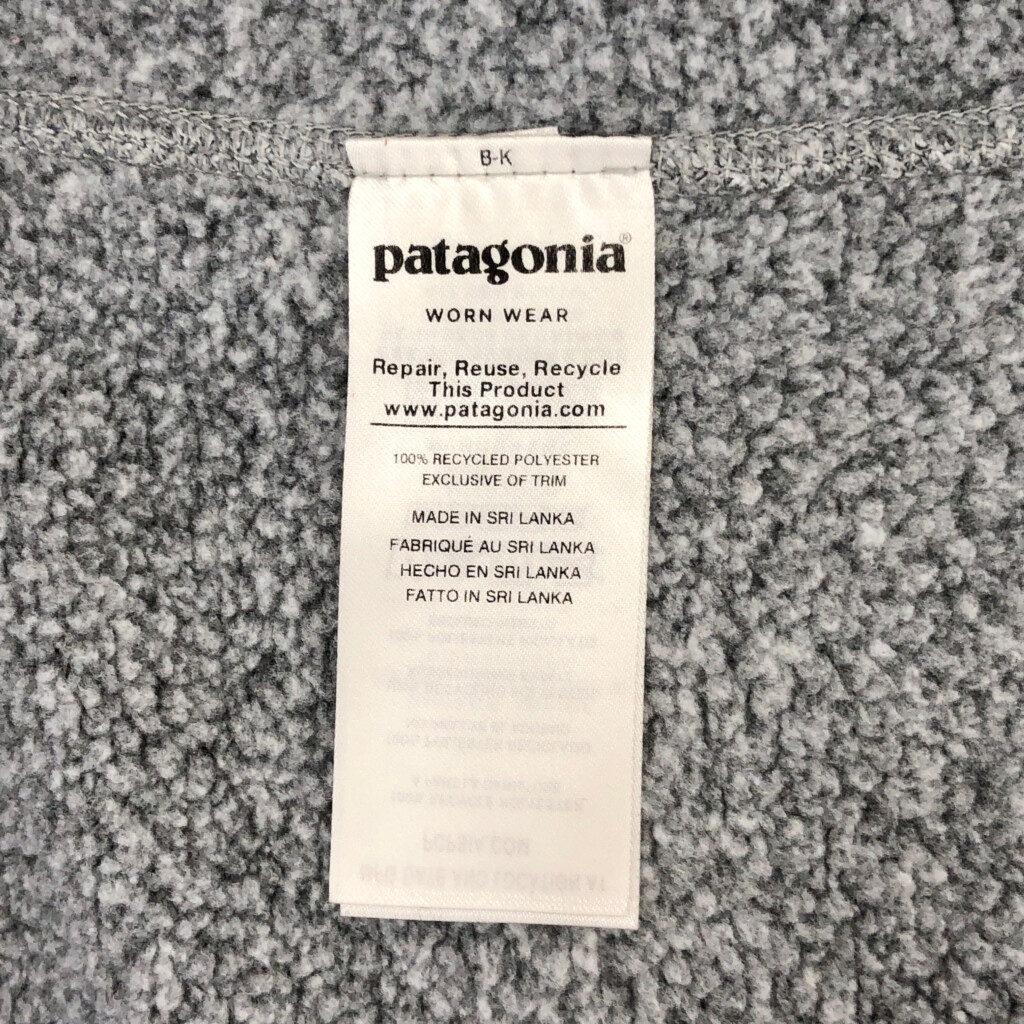 B-K
patagonia®
WORN WEAR
Repair, Reuse, Recycle
This Product
www.patagonia.com
100% RECYCLED POLYESTER
EXCLUSIVE OF TRIM
MADE IN SRI LANKA
FABRIQUÉ AU SRI LANKA
HECHO EN SRI LANKA
FATTO IN SRI LANKA